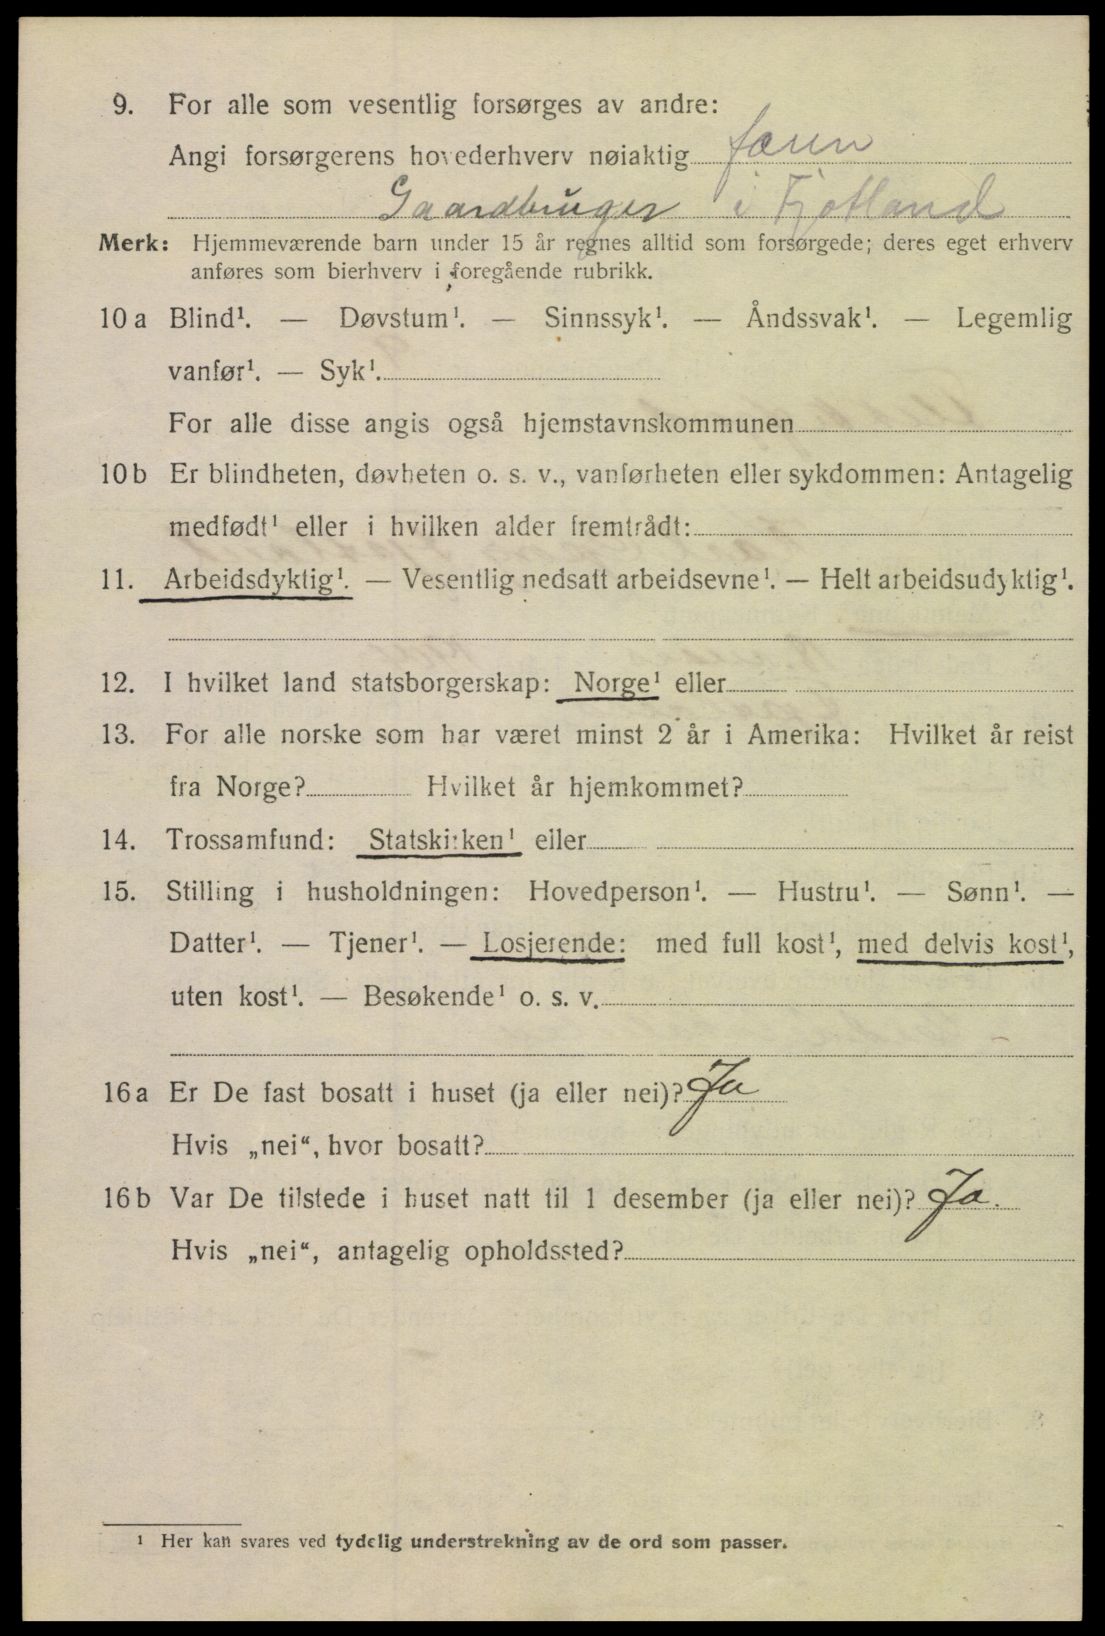 9. For alle som vesentlig forsørges av andre:
Angi forsørgerens hovederhverv nøiaktig
Gaardbruger i Fjotland
Merk: Hjemmeværende barn under 15 år regnes alltid som forsørgede; deres eget erhverv
anføres som bierhverv i foregående rubrikk.
10 a Blind¹. — Døvstum¹. — Sinnssyk¹. — Åndssvak¹. — Legemlig
vanfør¹. — Syk¹.
For alle disse angis også hjemstavnskommunen
10 b Er blindheten, døvheten o. s. v., vanførheten eller sykdommen: Antagelig
medfødt¹ eller i hvilken alder fremtrådt:
11. Arbeidsdyktig¹. — Vesentlig nedsatt arbeidsevne¹. — Helt arbeidsudyktig¹.
12. I hvilket land statsborgerskap: Norge¹ eller
13. For alle norske som har været minst 2 år i Amerika: Hvilket år reist
fra Norge? Hvilket år hjemkommet?
14. Trossamfund: Statskirken¹ eller
15. Stilling i husholdningen: Hovedperson¹. — Hustru¹. — Sønn¹. —
Datter¹. — Tjener¹. — Losjerende: med full kost¹, med delvis kost¹,
uten kost¹. — Besøkende¹ o. s. v.
16 a Er De fast bosatt i huset (ja eller nei)? Ja
Hvis „nei“, hvor bosatt?
16 b Var De tilstede i huset natt til 1 desember (ja eller nei)? Ja.
Hvis „nei“, antagelig opholdssted?
¹ Her kan svares ved tydelig understrekning av de ord som passer.